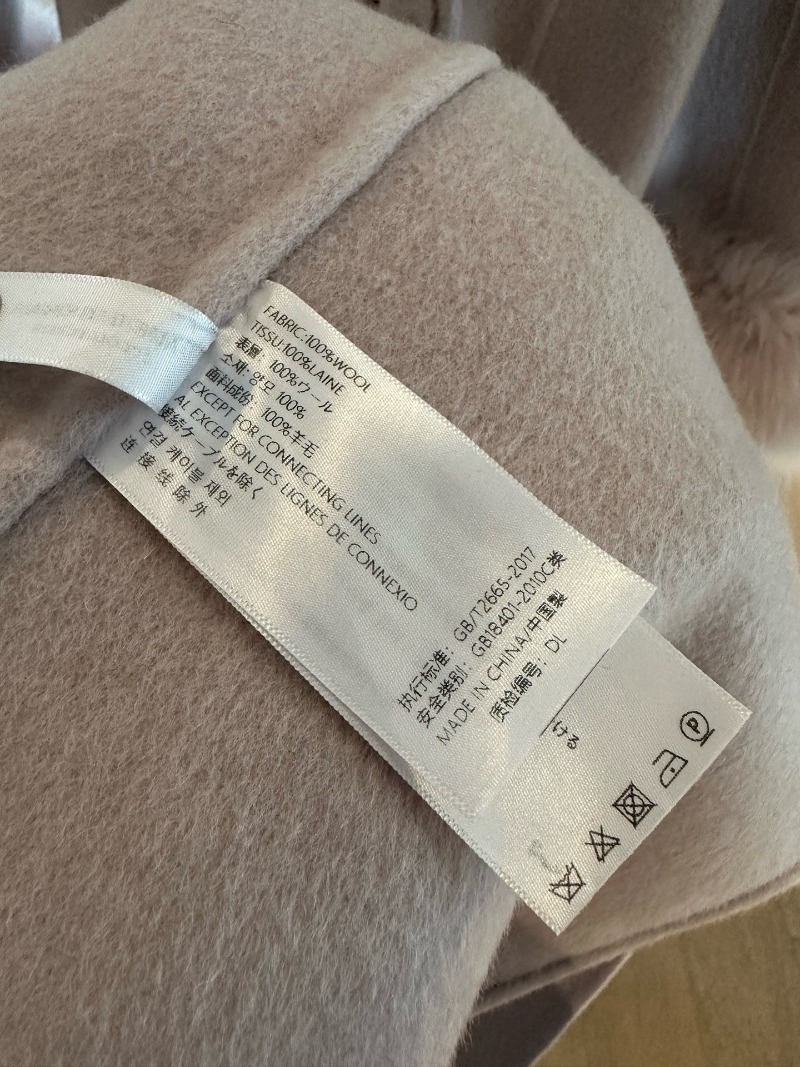 FABRIC:100%WOOL
TISSU:100%LAINE
表層：100%ウール
소재: 양모 100%
面料成份：100%羊毛
EXCEPT FOR CONNECTING LINES
AL EXCEPTION DES LIGNES DE CONNEXIO
接続ケーブルを除く
연결 케이블 제외
连 接 线 除 外
执行标准：GB/T2665-2017
安全类别：GB18401-2010C类
MADE IN CHINA/中国製
质检编号：DL
ける
P